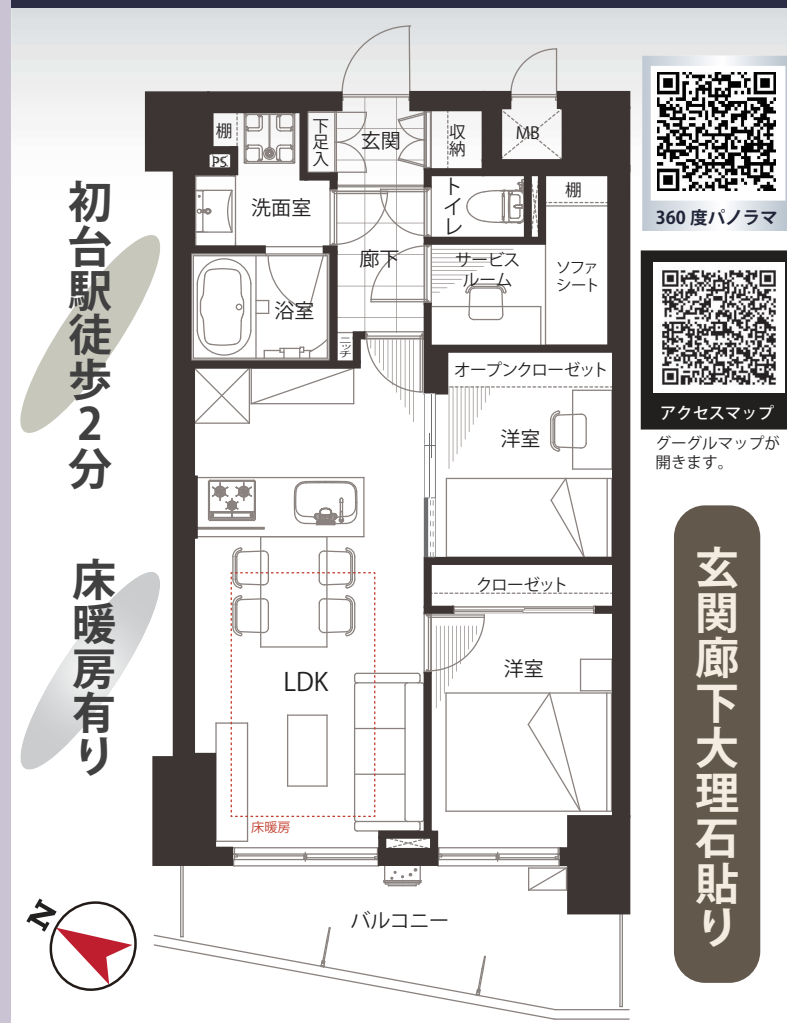 初台駅徒歩2分
床暖房有り
棚
PS
下足入
玄関
収納
MB
洗面室
トイレ
棚
廊下
サービス
ルーム
ソファ
シート
浴室
ニッチ
オープンクローゼット
洋室
クローゼット
洋室
LDK
床暖房
バルコニー
N
360度パノラマ
アクセスマップ
グーグルマップが
開きます。
玄関廊下大理石貼り